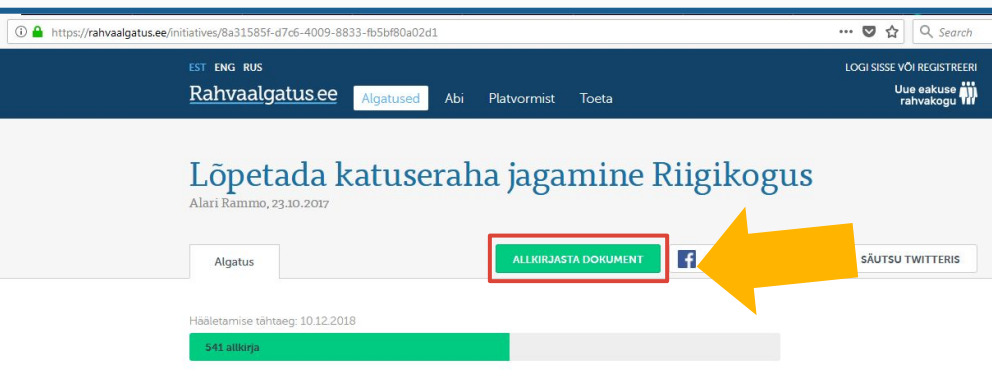 https://rahvaalgatus.ee/initiatives/8a31585f-d7c6-4009-8833-fb5bf80a02d1
Search
EST ENG RUS
LOGI SISSE VÕI REGISTREERI
Rahvaalgatus.ee Algatused Abi Platvormist Toeta
Uue eakuse
rahvakogu
Lõpetada katuseraha jagamine Riigikogus
Alari Rammo, 23.10.2017
Algatus
ALLKIRJASTA DOKUMENT
f
SÄUTSU TWITTERIS
Hääletamise tähtaeg: 10.12.2018
541 allkirja